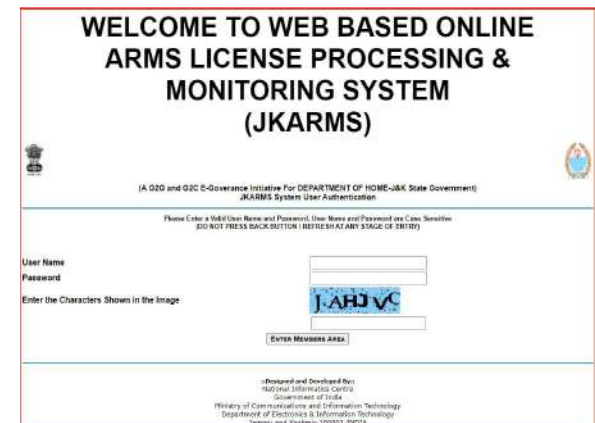 WELCOME TO WEB BASED ONLINE
ARMS LICENSE PROCESSING &
MONITORING SYSTEM
(JKARMS)
(A G2G and G2C E-Goverance Initiative For DEPARTMENT OF HOME-J&K State Government)
JKARMS System User Authentication
Please Enter a Valid User Name and Password. User Name and Password are Case Sensitive
(DO NOT PRESS BACK BUTTON / REFRESH AT ANY STAGE OF ENTRY)
User Name
Password
Enter the Characters Shown in the Image
ENTER MEMBERS AREA
::Designed and Developed By::
National Informatics Centre
Government of India
Ministry of Communications and Information Technology
Department of Electronics & Information Technology
Jammu and Kashmir